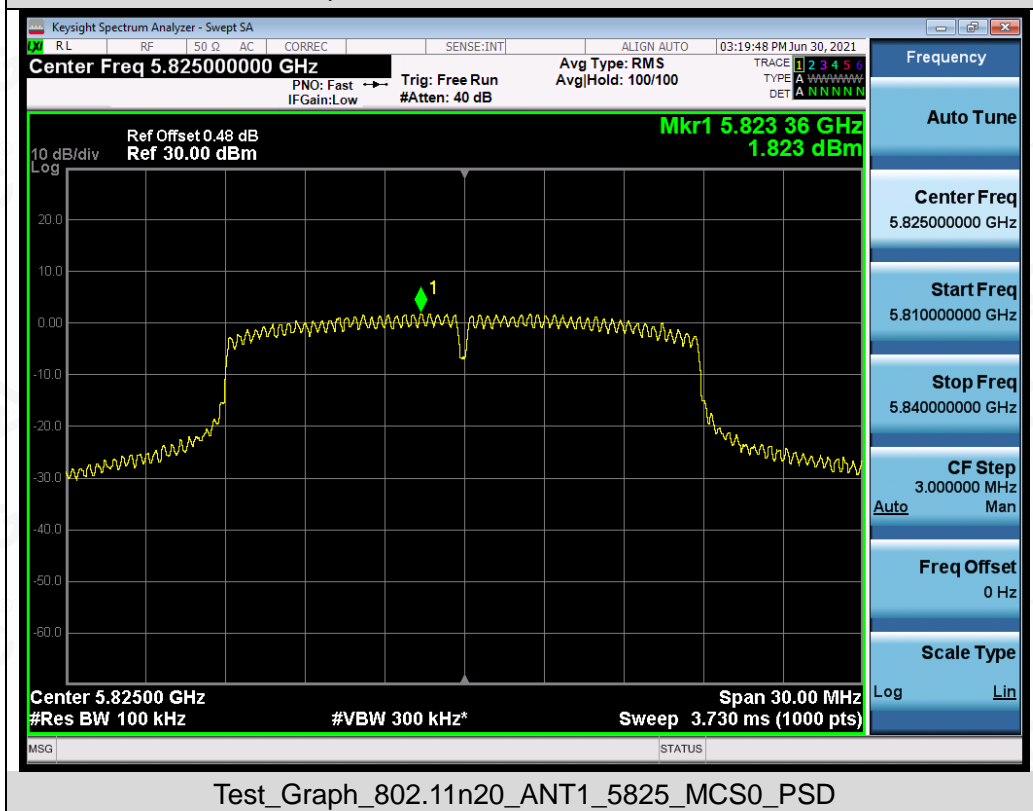 Keysight Spectrum Analyzer - Swept SA
LXI RL RF 50 Ω AC CORREC SENSE:INT ALIGN AUTO 03:19:48 PM Jun 30, 2021
Center Freq 5.825000000 GHz
PNO: Fast
IFGain:Low
Trig: Free Run
#Atten: 40 dB
Avg Type: RMS
Avg|Hold: 100/100
TRACE 1 2 3 4 5 6
TYPE A WWWWW
DET A N N N N N
Mkr1 5.823 36 GHz
1.823 dBm
Ref Offset 0.48 dB
10 dB/div Ref 30.00 dBm
Log
20.0
10.0
0.00
-10.0
-20.0
-30.0
-40.0
-50.0
-60.0
1
Center 5.82500 GHz Span 30.00 MHz
#Res BW 100 kHz #VBW 300 kHz* Sweep 3.730 ms (1000 pts)
MSG STATUS
Frequency
Auto Tune
Center Freq
5.825000000 GHz
Start Freq
5.810000000 GHz
Stop Freq
5.840000000 GHz
CF Step
3.000000 MHz
Auto Man
Freq Offset
0 Hz
Scale Type
Log Lin
Test_Graph_802.11n20_ANT1_5825_MCS0_PSD